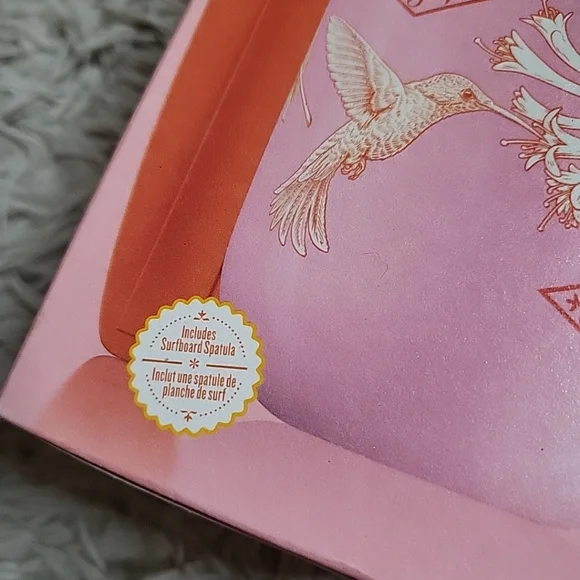 Includes
Surfboard Spatula
Inclut une spatule de
planche de surf